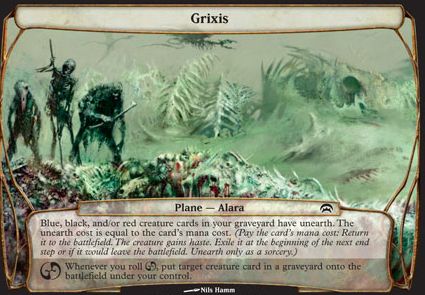 Grixis
Plane — Alara
Blue, black, and/or red creature cards in your graveyard have unearth. The
unearth cost is equal to the card's mana cost. (Pay the card's mana cost: Return
it to the battlefield. The creature gains haste. Exile it at the beginning of the next end
step or if it would leave the battlefield. Unearth only as a sorcery.)
Whenever you roll , put target creature card in a graveyard onto the
battlefield under your control.
Nils Hamm